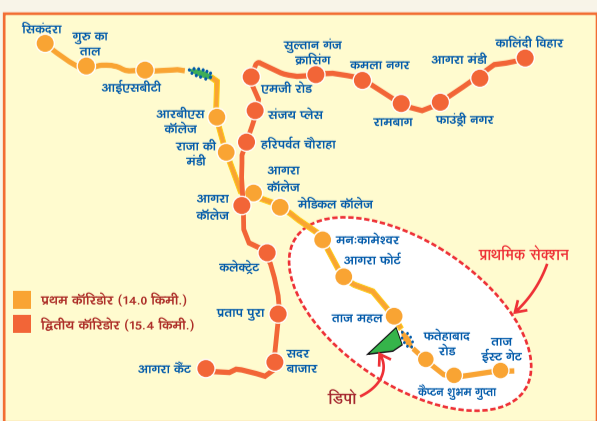 सिकंदरा
गुरु का
ताल
आईएसबीटी
आरबीएस
कॉलेज
राजा की
मंडी
सुल्तान गंज
क्रासिंग
कमला नगर
आगरा मंडी
कालिंदी विहार
एमजी रोड
संजय प्लेस
हरिपर्वत चौराहा
रामबाग
फाउंड्री नगर
आगरा
कॉलेज
मेडिकल कॉलेज
आगरा
कॉलेज
मनःकामेश्वर
आगरा फोर्ट
कलेक्ट्रेट
प्राथमिक सेक्शन
प्रथम कॉरिडोर (14.0 किमी.)
द्वितीय कॉरिडोर (15.4 किमी.)
प्रताप पुरा
ताज महल
फतेहाबाद
रोड
ताज
ईस्ट गेट
सदर
बाजार
आगरा कैंट
डिपो
कैप्टन शुभम गुप्ता